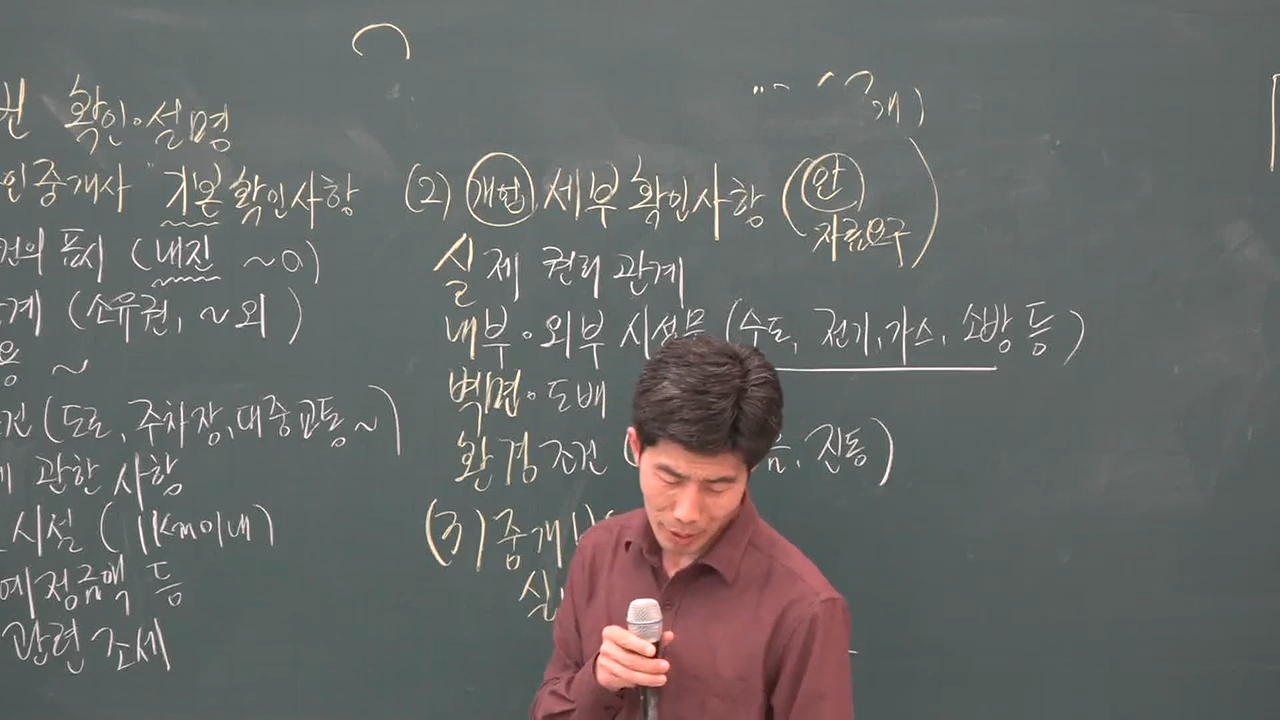 확인·설명
중개사 "기본 확인사항
의 표시 (내진 ~ 0)
(소유권, ~외)
~
건 (도로, 주차장, 대중교통 ~)
관한 사항
시설 (1Km이내)
예정금액 등
관련 조세
개)
(2) 개업 세부 확인사항 (안
자료요구)
실제 권리관계
내부·외부 시설물 (수도, 전기, 가스, 소방 등)
벽면·도배
환경조건 ( 음, 진동)
(3) 중개